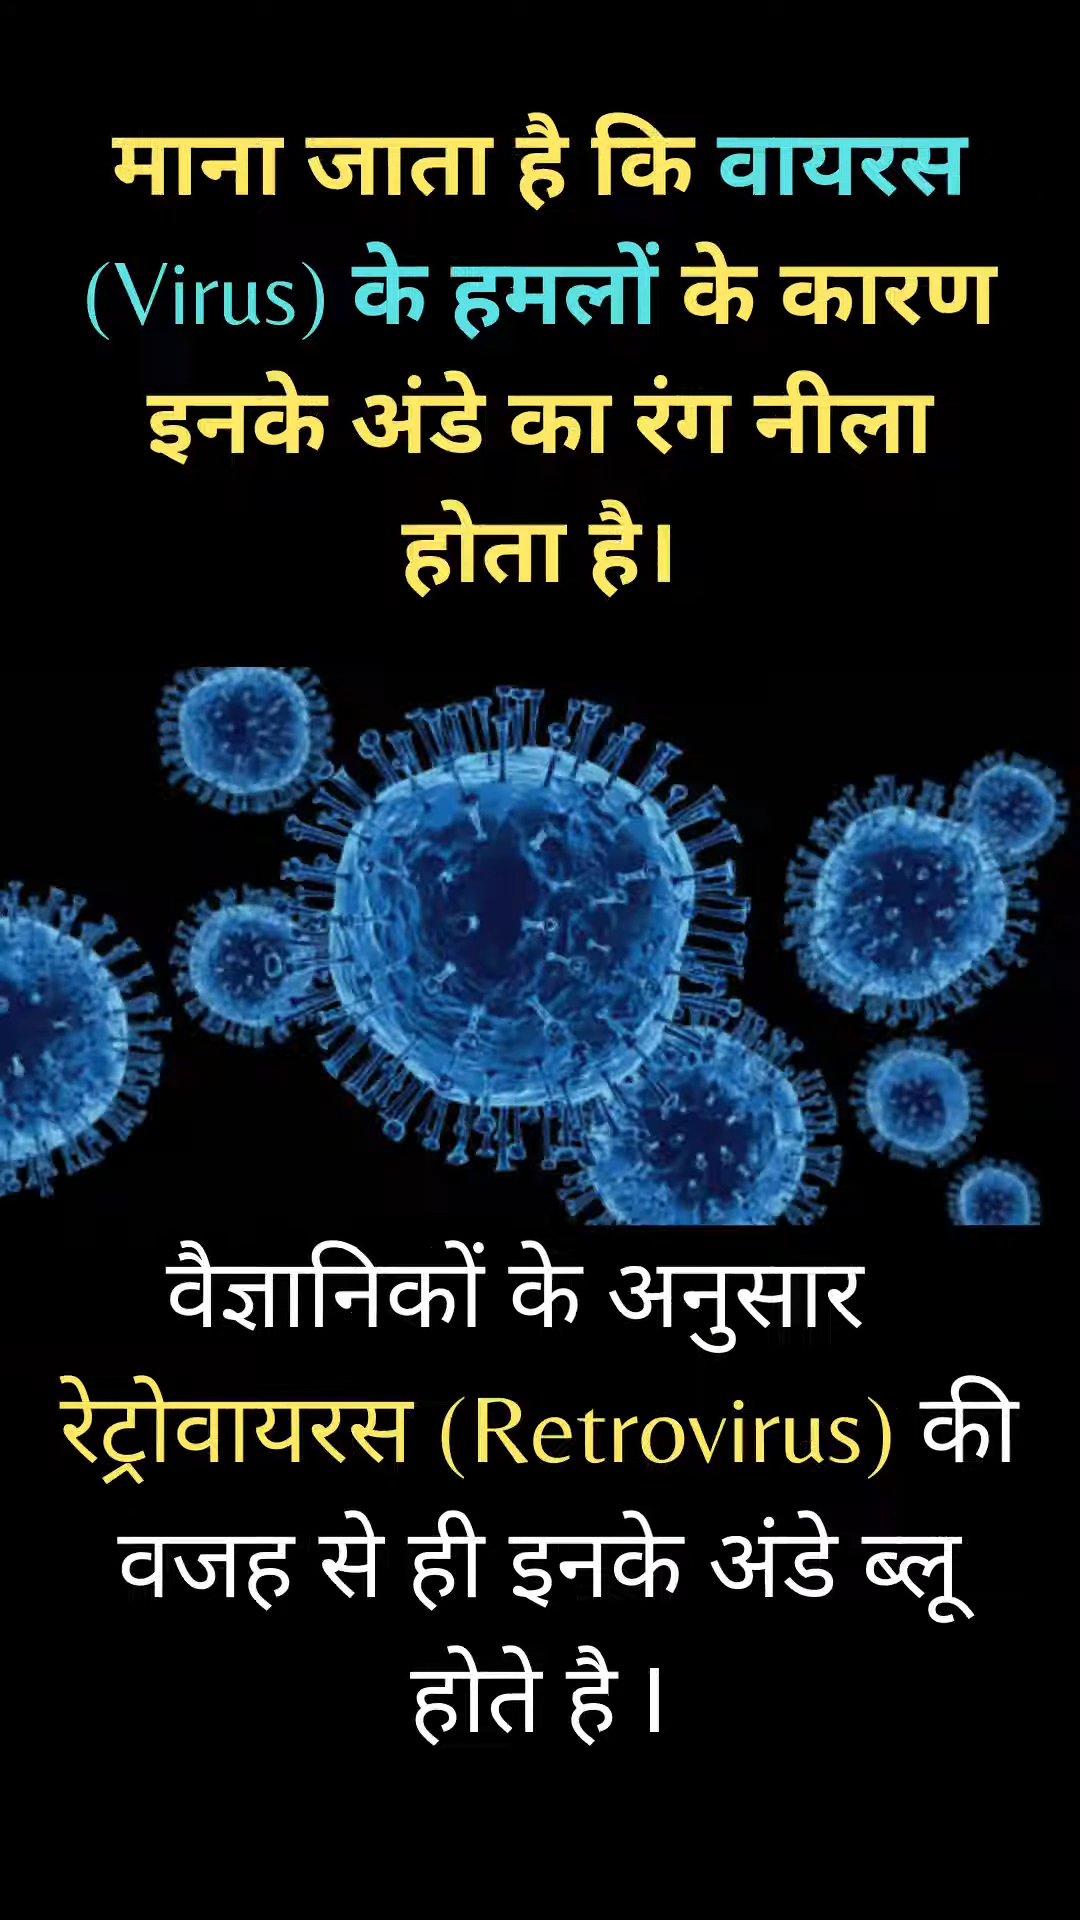 माना जाता है कि वायरस
(Virus) के हमलों के कारण
इनके अंडे का रंग नीला
होता है।
वैज्ञानिकों के अनुसार
रेट्रोवायरस (Retrovirus) की
वजह से ही इनके अंडे ब्लू
होते है।